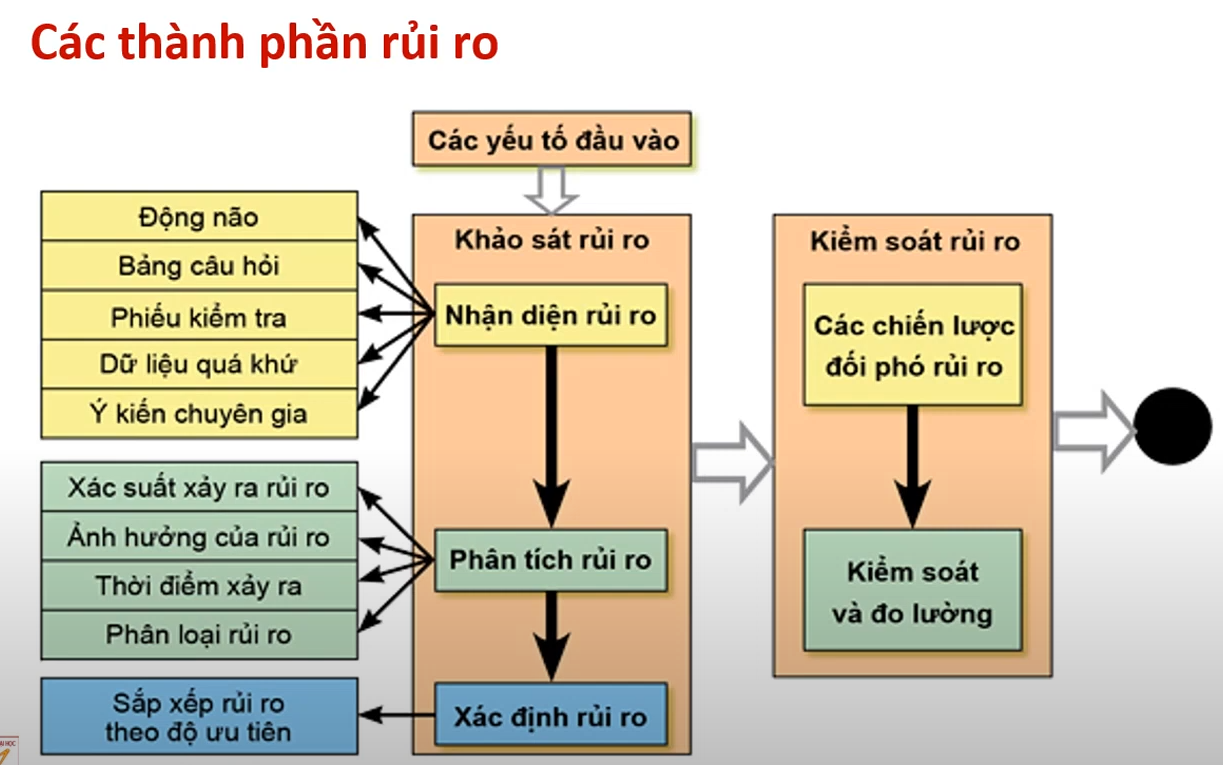 Các thành phần rủi ro
Các yếu tố đầu vào
Động não
Bảng câu hỏi
Phiếu kiểm tra
Dữ liệu quá khứ
Ý kiến chuyên gia
Xác suất xảy ra rủi ro
Ảnh hưởng của rủi ro
Thời điểm xảy ra
Phân loại rủi ro
Sắp xếp rủi ro
theo độ ưu tiên
Khảo sát rủi ro
Nhận diện rủi ro
Phân tích rủi ro
Xác định rủi ro
Kiểm soát rủi ro
Các chiến lược
đối phó rủi ro
Kiểm soát
và đo lường